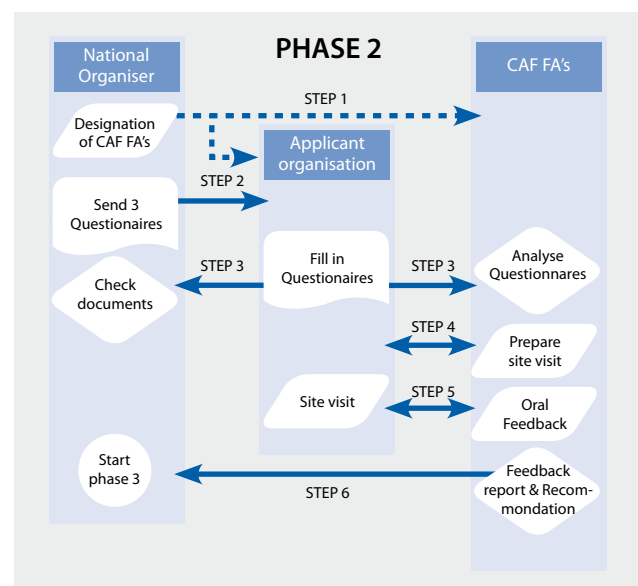 PHASE 2
National
Organiser
CAF FA's
STEP 1
Designation
of CAF FA's
Applicant
organisation
STEP 2
Send 3
Questionaires
Fill in
Questionaires
STEP 3
STEP 3
Analyse
Questionnares
Check
documents
STEP 4
Prepare
site visit
Site visit
STEP 5
Oral
Feedback
Start
phase 3
STEP 6
Feedback
report & Recom-
mondation